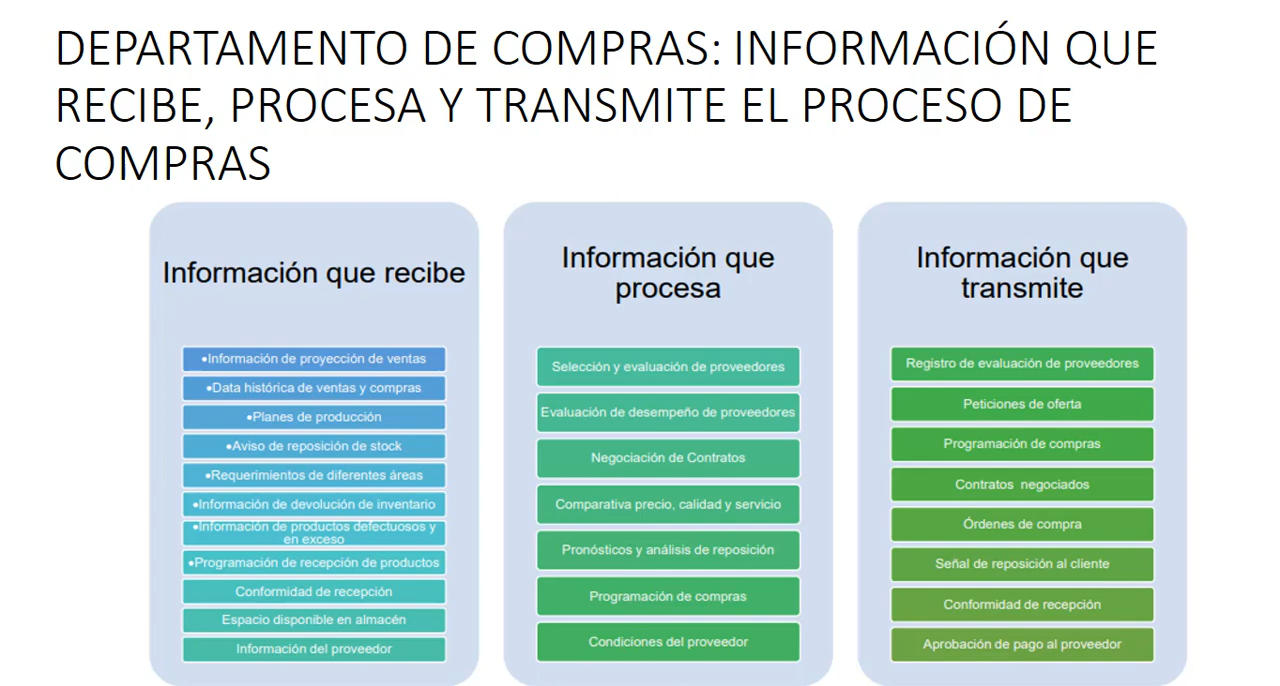 DEPARTAMENTO DE COMPRAS: INFORMACIÓN QUE
RECIBE, PROCESA Y TRANSMITE EL PROCESO DE
COMPRAS
Información que recibe
•Información de proyección de ventas
•Data histórica de ventas y compras
•Planes de producción
•Aviso de reposición de stock
•Requerimientos de diferentes áreas
•Información de devolución de inventario
•Información de productos defectuosos y
en exceso
•Programación de recepción de productos
Conformidad de recepción
Espacio disponible en almacén
Información del proveedor
Información que
procesa
Selección y evaluación de proveedores
Evaluación de desempeño de proveedores
Negociación de Contratos
Comparativa precio, calidad y servicio
Pronósticos y análisis de reposición
Programación de compras
Condiciones del proveedor
Información que
transmite
Registro de evaluación de proveedores
Peticiones de oferta
Programación de compras
Contratos negociados
Órdenes de compra
Señal de reposición al cliente
Conformidad de recepción
Aprobación de pago al proveedor